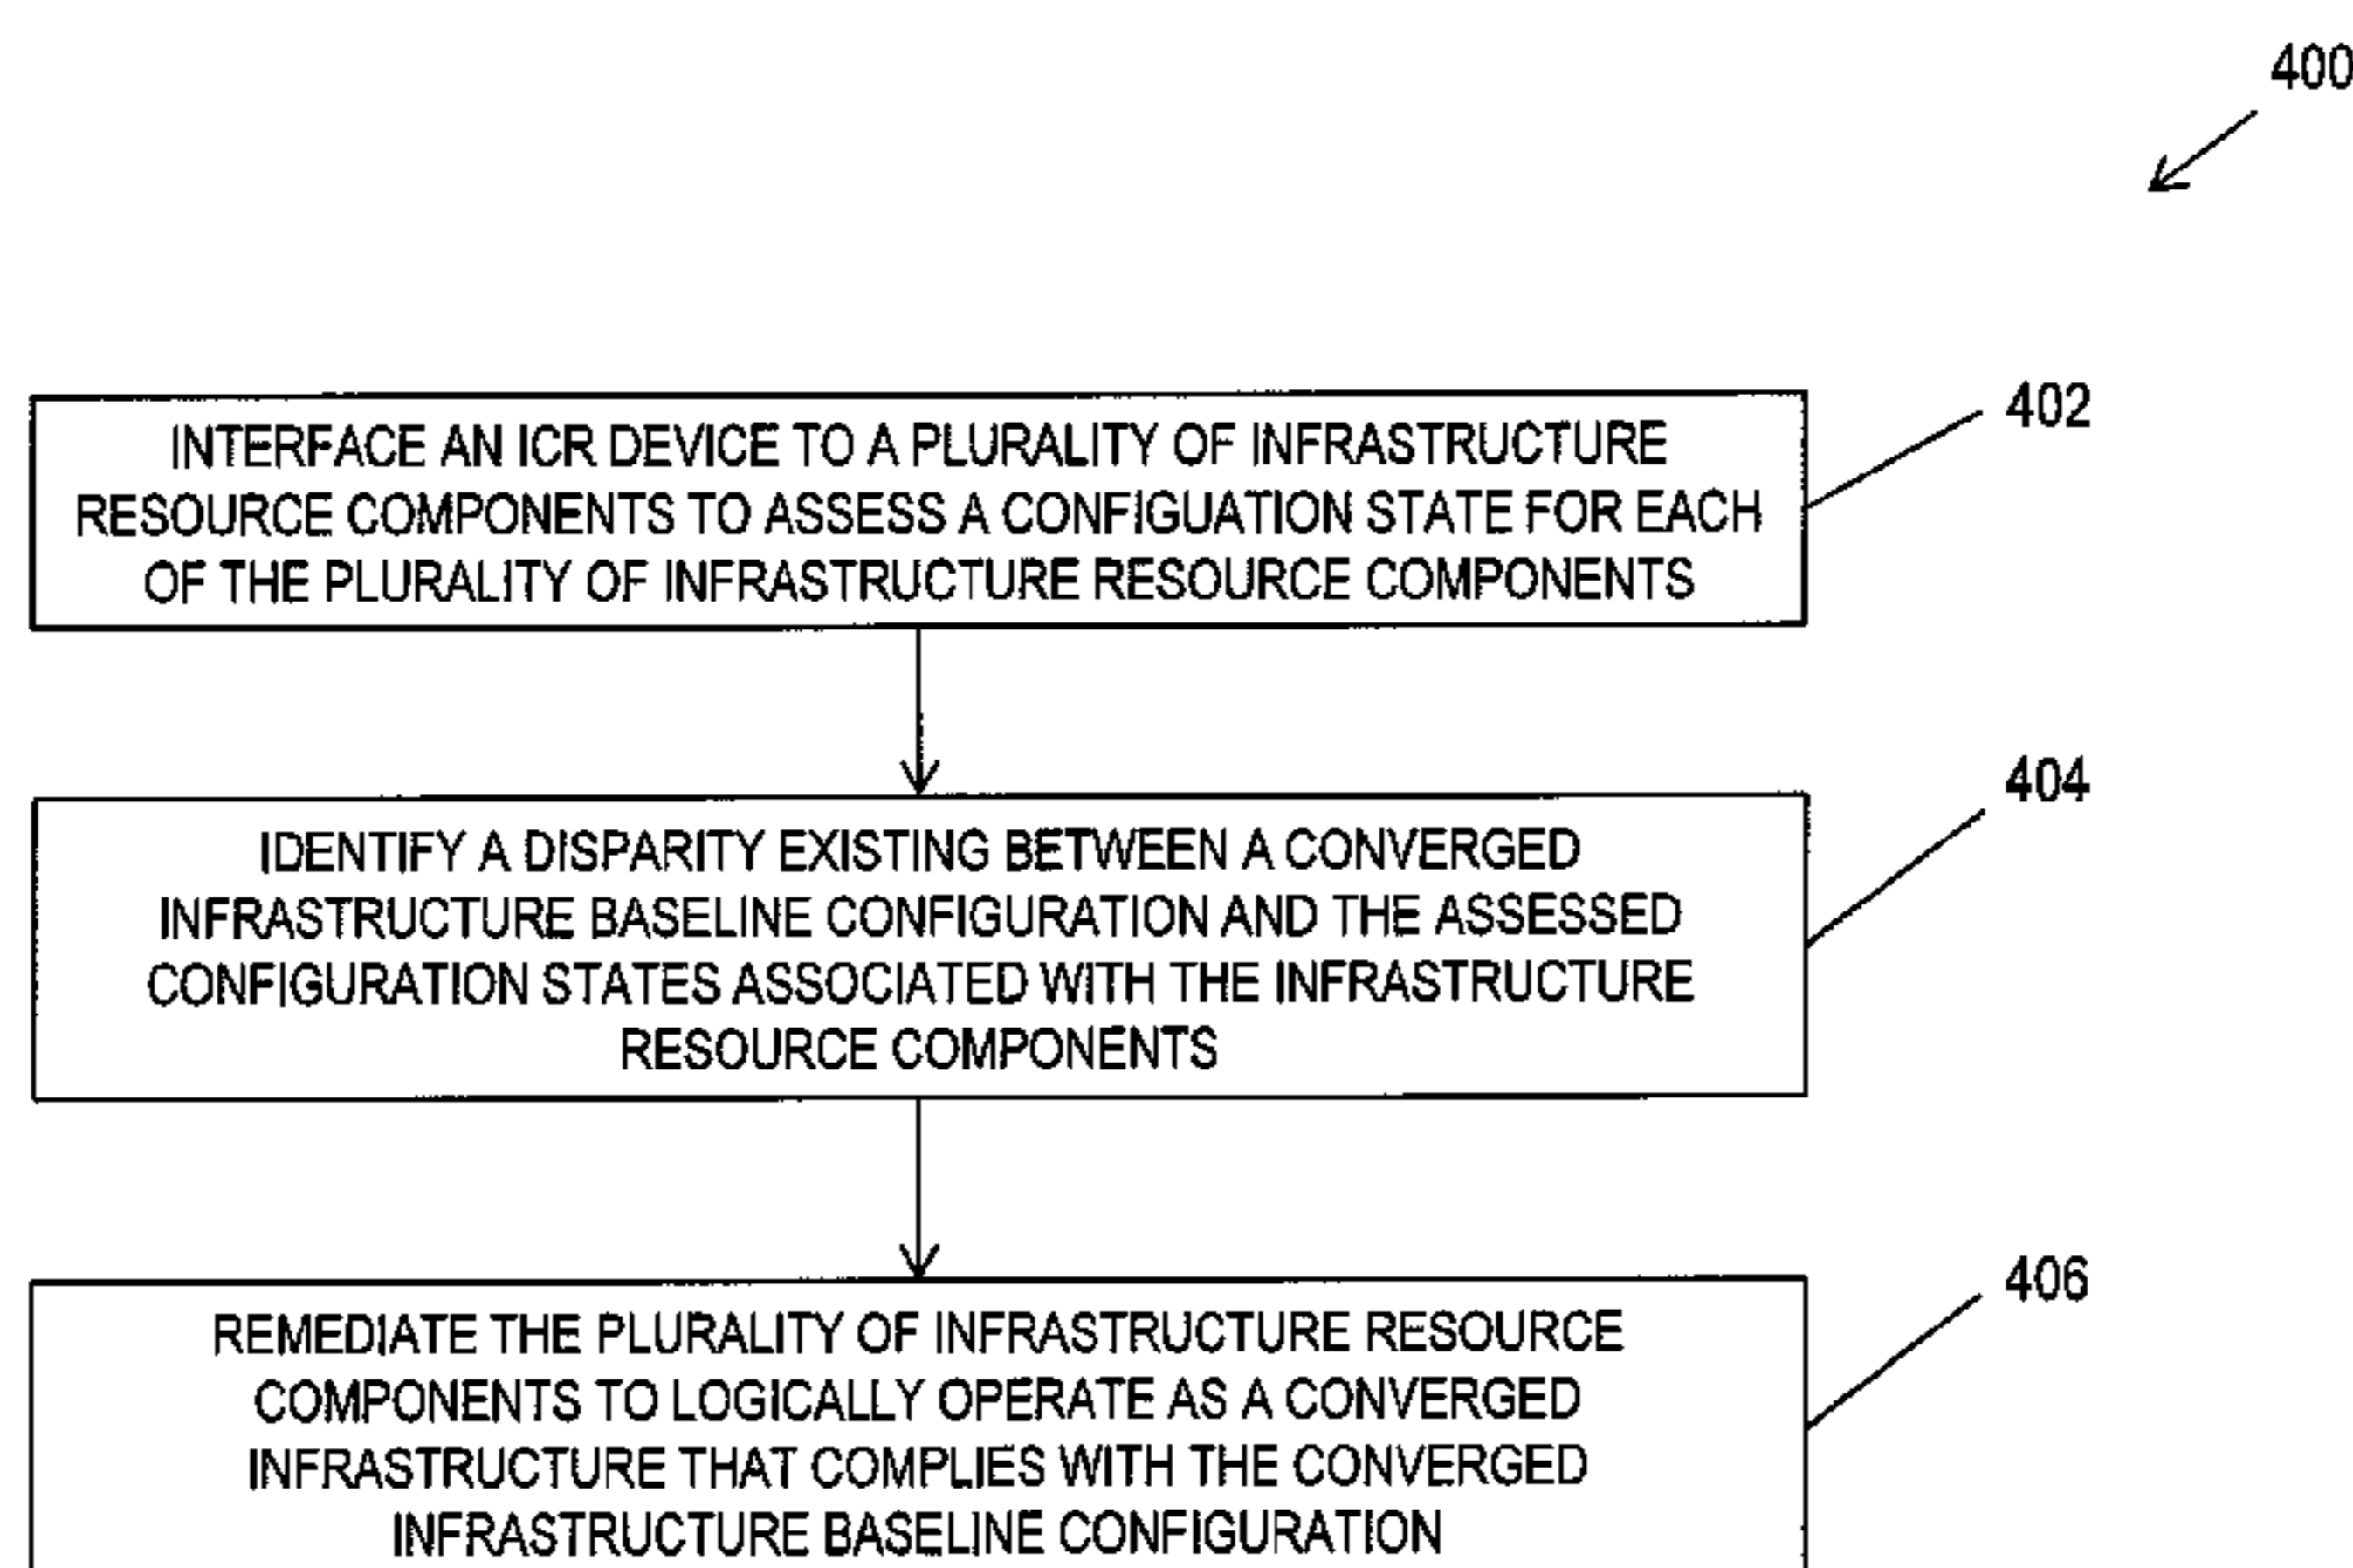 400
INTERFACE AN ICR DEVICE TO A PLURALITY OF INFRASTRUCTURE
RESOURCE COMPONENTS TO ASSESS A CONFIGUATION STATE FOR EACH
OF THE PLURALITY OF INFRASTRUCTURE RESOURCE COMPONENTS
402
IDENTIFY A DISPARITY EXISTING BETWEEN A CONVERGED
INFRASTRUCTURE BASELINE CONFIGURATION AND THE ASSESSED
CONFIGURATION STATES ASSOCIATED WITH THE INFRASTRUCTURE
RESOURCE COMPONENTS
404
REMEDIATE THE PLURALITY OF INFRASTRUCTURE RESOURCE
COMPONENTS TO LOGICALLY OPERATE AS A CONVERGED
INFRASTRUCTURE THAT COMPLIES WITH THE CONVERGED
INFRASTRUCTURE BASELINE CONFIGURATION
406